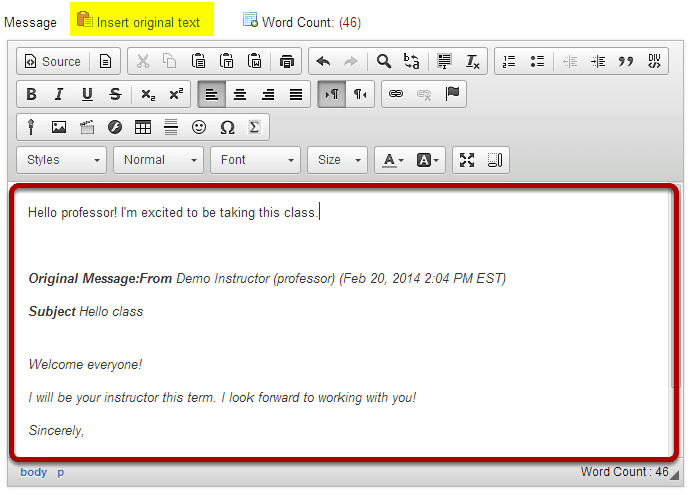 Message Insert original text Word Count: (46)
Source
B I U S x₂ x²
Ω Σ
Styles Normal Font Size A A
Hello professor! I'm excited to be taking this class.
Original Message:From Demo Instructor (professor) (Feb 20, 2014 2:04 PM EST)
Subject Hello class
Welcome everyone!
I will be your instructor this term. I look forward to working with you!
Sincerely,
body p Word Count : 46